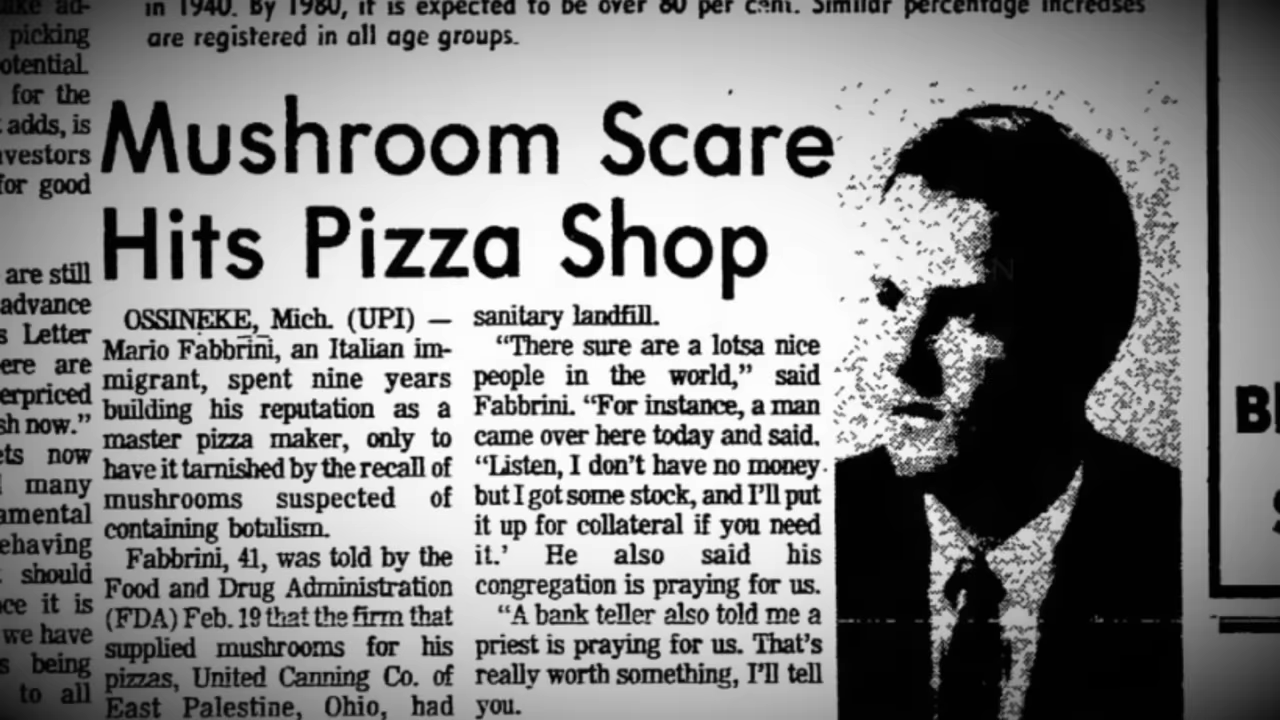 in 1940. By 1980, it is expected to be over 80 per cent. Similar percentage increases
are registered in all age groups.
picking
otential.
for the
adds, is
nvestors
for good
are still
advance
s Letter
ere are
erpriced
sh now."
ets now
many
amental
ehaving
should
ce it is
we have
s being
to all
Mushroom Scare
Hits Pizza Shop
OSSINEKE, Mich. (UPI) —
Mario Fabbrini, an Italian im-
migrant, spent nine years
building his reputation as a
master pizza maker, only to
have it tarnished by the recall of
mushrooms suspected of
containing botulism.
Fabbrini, 41, was told by the
Food and Drug Administration
(FDA) Feb. 19 that the firm that
supplied mushrooms for his
pizzas, United Canning Co. of
East Palestine, Ohio, had
sanitary landfill.
"There sure are a lotsa nice
people in the world," said
Fabbrini. "For instance, a man
came over here today and said.
"Listen, I don't have no money
but I got some stock, and I'll put
it up for collateral if you need
it.' He also said his
congregation is praying for us.
"A bank teller also told me a
priest is praying for us. That's
really worth something, I'll tell
you.